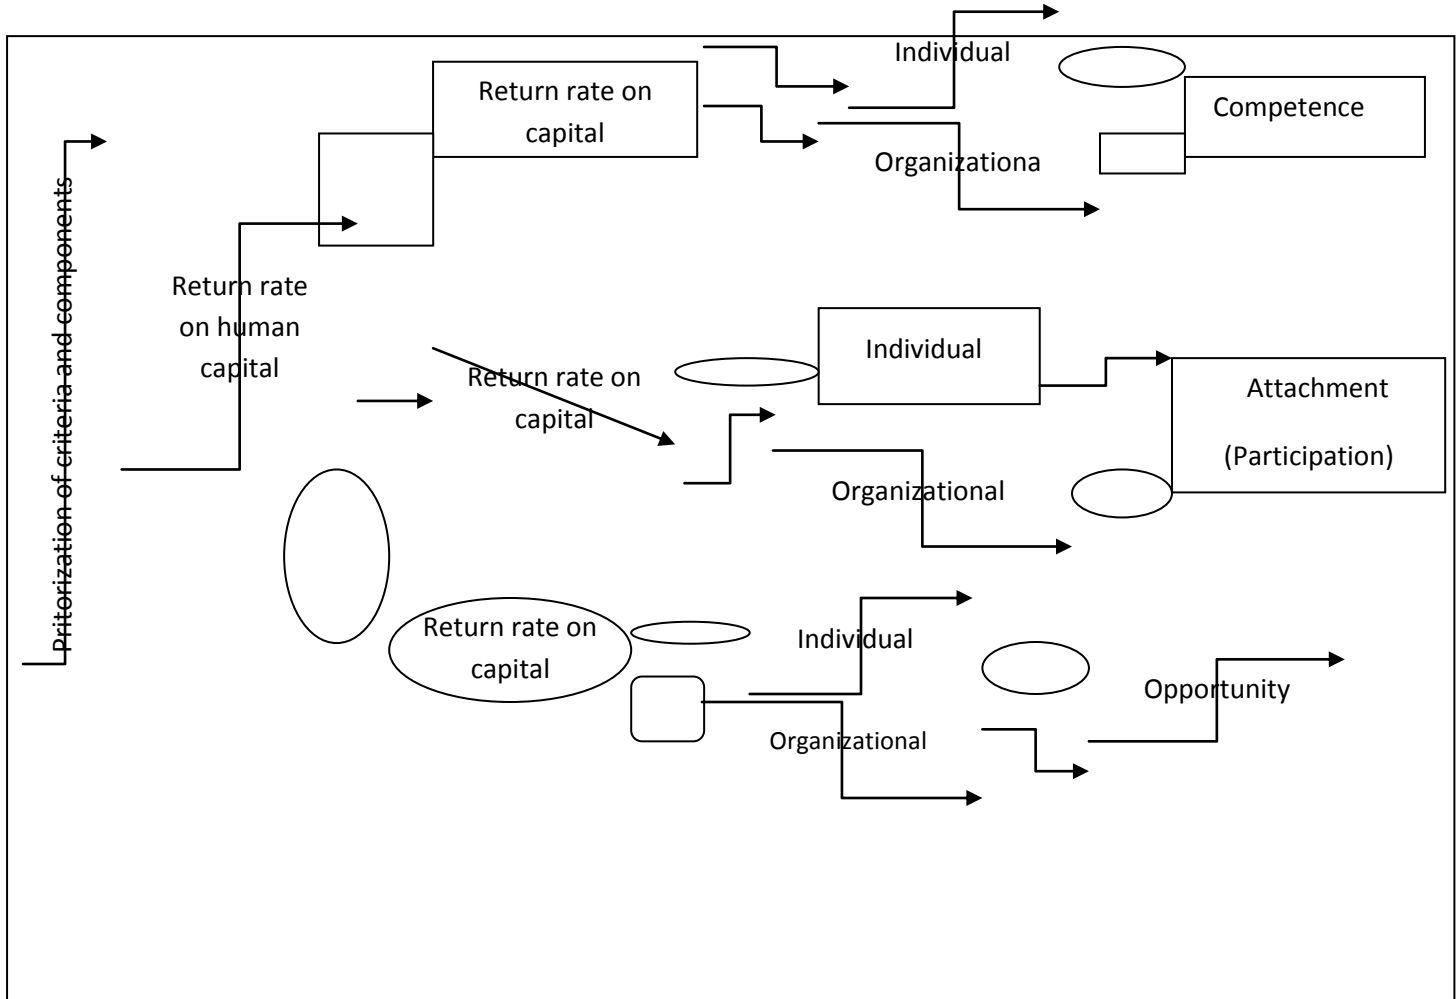 Pritorization of criteria and components
Return rate
on human
capital
Return rate on
capital
Individual
Organizationa
Competence
Return rate on
capital
Individual
Organizational
Attachment
(Participation)
Return rate on
capital
Individual
Organizational
Opportunity